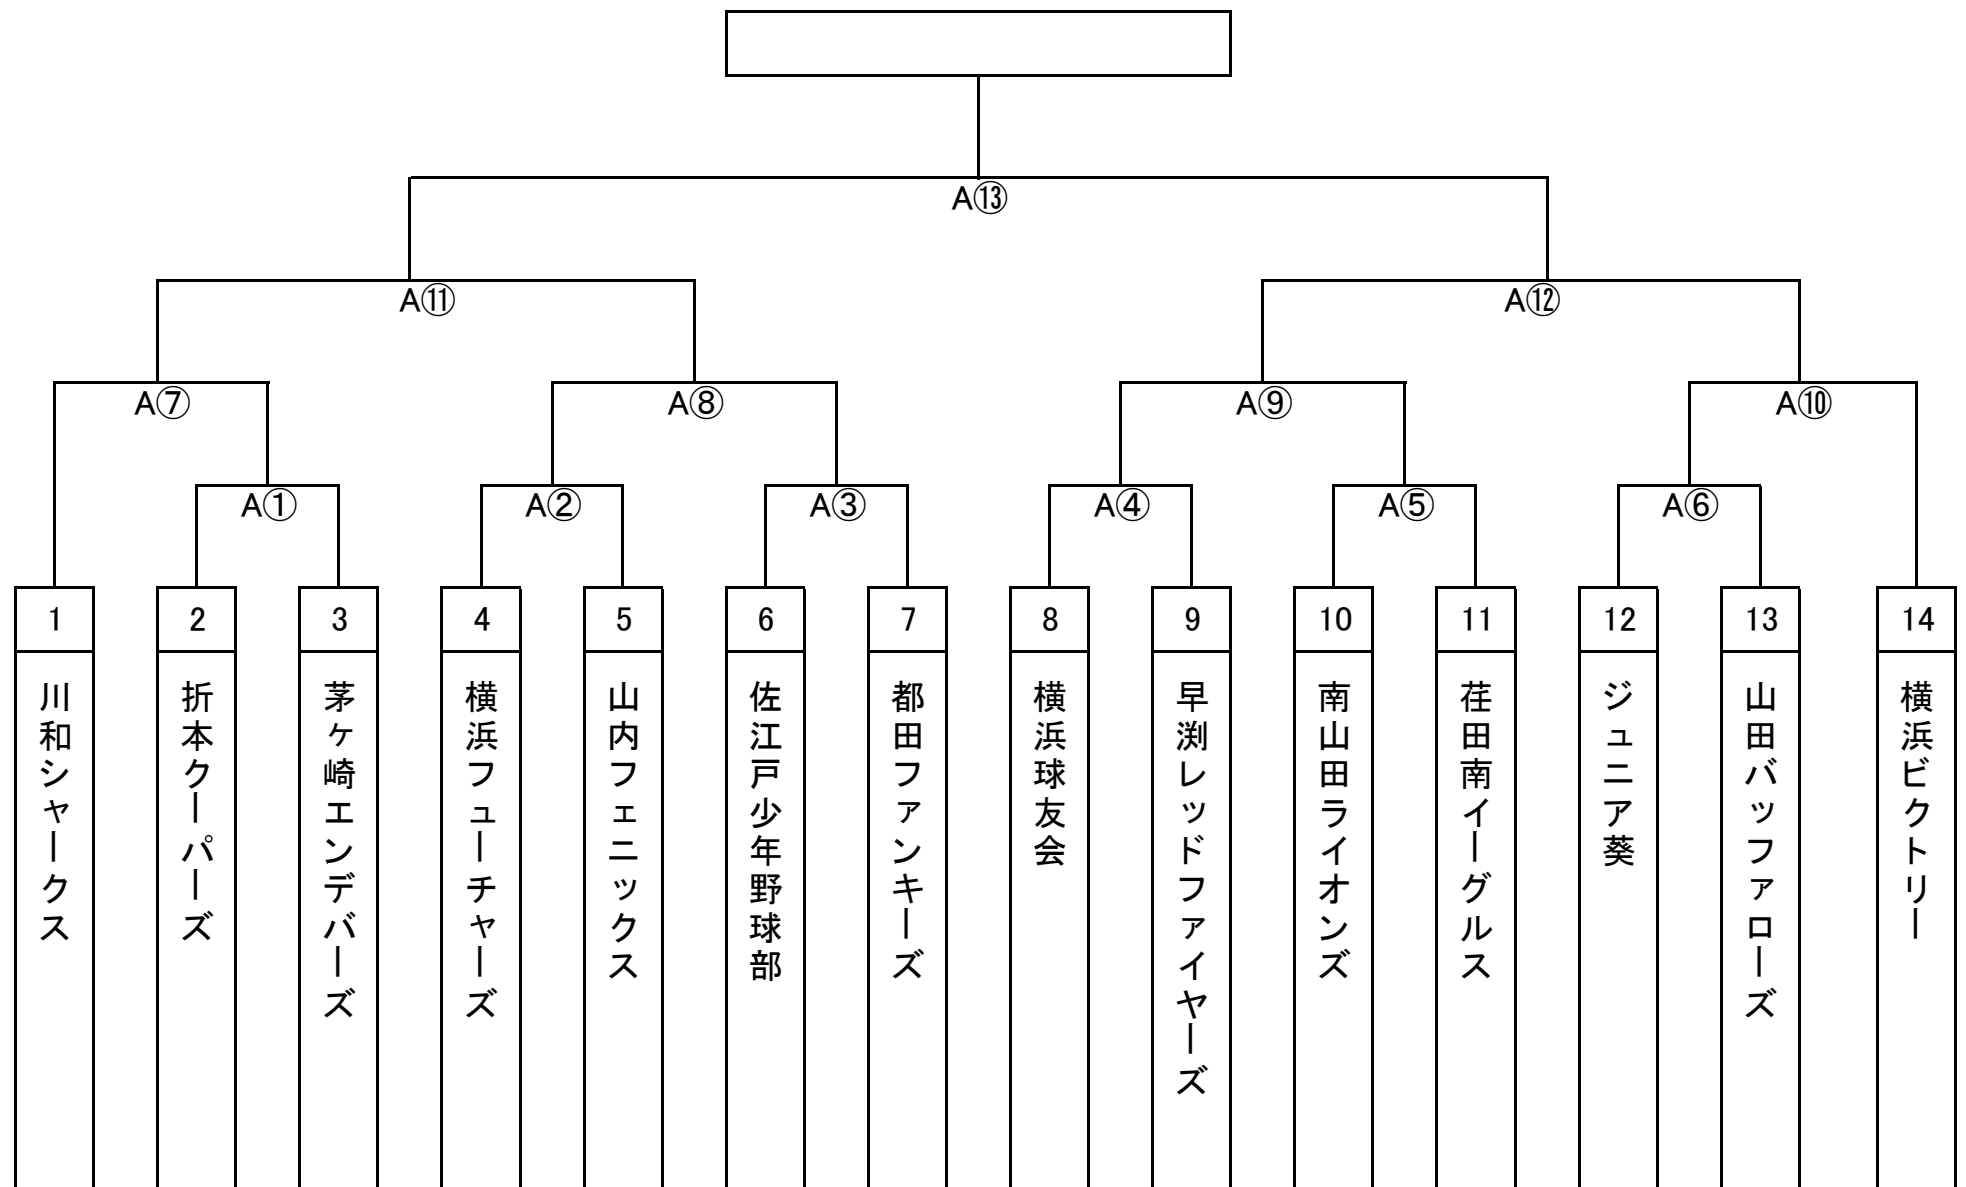 A⑬
A⑪
A⑫
A⑦
A⑧
A⑨
A⑩
A①
A②
A③
A④
A⑤
A⑥
1
2
3
4
5
6
7
8
9
10
11
12
13
14
川和シャークス
折本クーパーズ
茅ヶ崎エンデバーズ
横浜フューチャーズ
山内フェニックス
佐江戸少年野球部
都田ファンキーズ
横浜球友会
早渕レッドファイヤーズ
南山田ライオンズ
荏田南イーグルス
ジュニア葵
山田バッファローズ
横浜ビクトリー